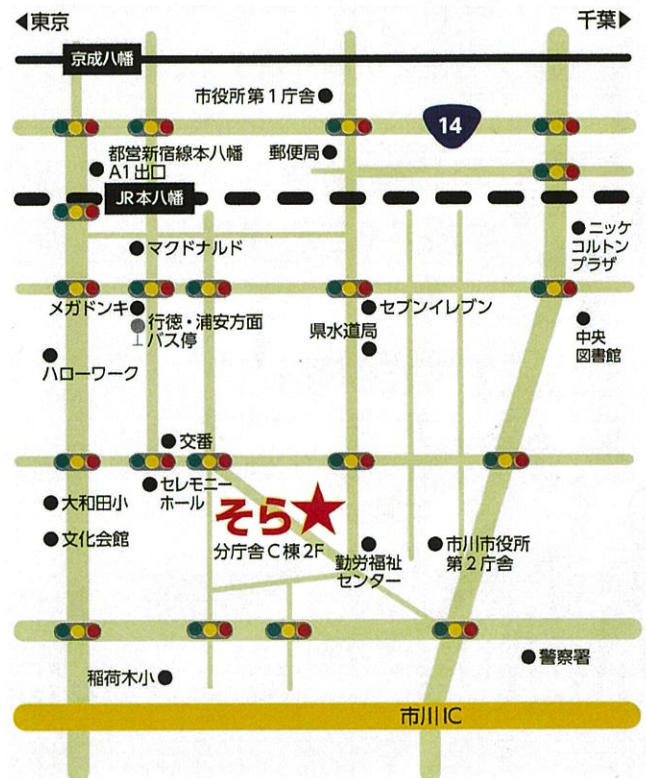 ◀東京
千葉▶
京成八幡
市役所第1庁舎
14
都営新宿線本八幡
A1出口
郵便局
JR本八幡
マクドナルド
ニッケ
コルトン
プラザ
メガドンキ
行徳・浦安方面
バス停
セブンイレブン
県水道局
中央
図書館
ハローワーク
交番
セレモニー
ホール
大和田小
そら★
分庁舎C棟2F
文化会館
勤労福祉
センター
市川市役所
第2庁舎
警察署
稲荷木小
市川IC